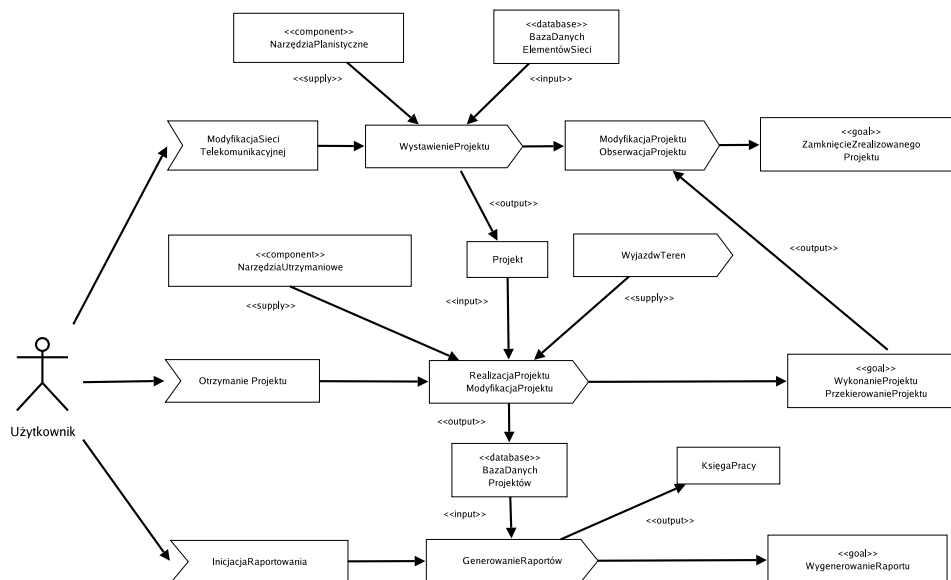 <<component>>
NarzędziaPlanistyczne
<<database>>
BazaDanych
ElementówSieci
<<supply>>
<<input>>
ModyfikacjaSieci
Telekomunikacyjnej
WystawienieProjektu
ModyfikacjaProjektu
ObserwacjaProjektu
<<goal>>
ZamknięcieZrealizowanego
Projektu
<<output>>
<<component>>
NarzędziaUtrzymaniowe
Projekt
WyjazdwTeren
<<output>>
<<supply>>
<<input>>
<<supply>>
Otrzymanie Projektu
RealizacjaProjektu
ModyfikacjaProjektu
<<goal>>
WykonanieProjektu
PrzekierowanieProjektu
Użytkownik
<<output>>
<<database>>
BazaDanych
Projektów
KsięgaPracy
<<input>>
<<output>>
InicjacjaRaportowania
GenerowanieRaportów
<<goal>>
WygenerowanieRaportu